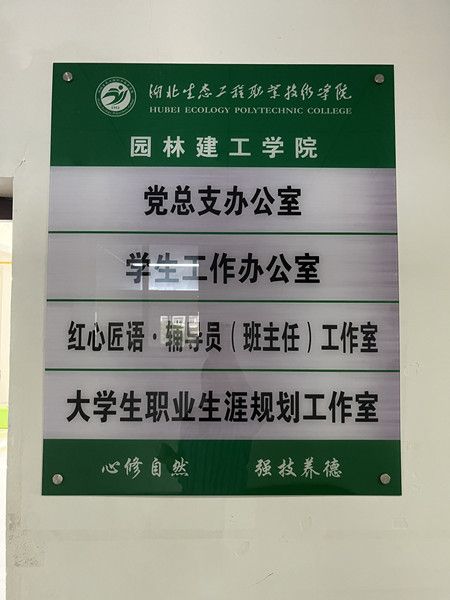 湖北生态工程职业技术学院
HUBEI ECOLOGY POLYTECHNIC COLLEGE
园林建工学院
党总支办公室
学生工作办公室
红心匠语·辅导员（班主任）工作室
大学生职业生涯规划工作室
心修自然 强技养德